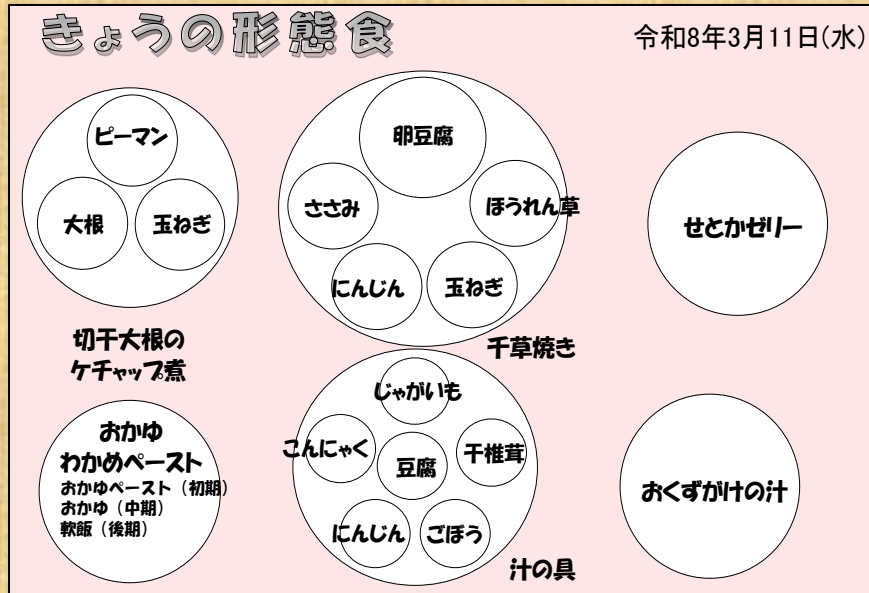 きょうの形態食
令和8年3月11日(水)
ピーマン
大根
玉ねぎ
切干大根の
ケチャップ煮
卵豆腐
ささみ
ほうれん草
にんじん
玉ねぎ
千草焼き
せとかゼリー
おかゆ
わかめペースト
おかゆペースト（初期）
おかゆ（中期）
軟飯（後期）
じゃがいも
こんにゃく
豆腐
干椎茸
にんじん
ごぼう
汁の具
おくずがけの汁